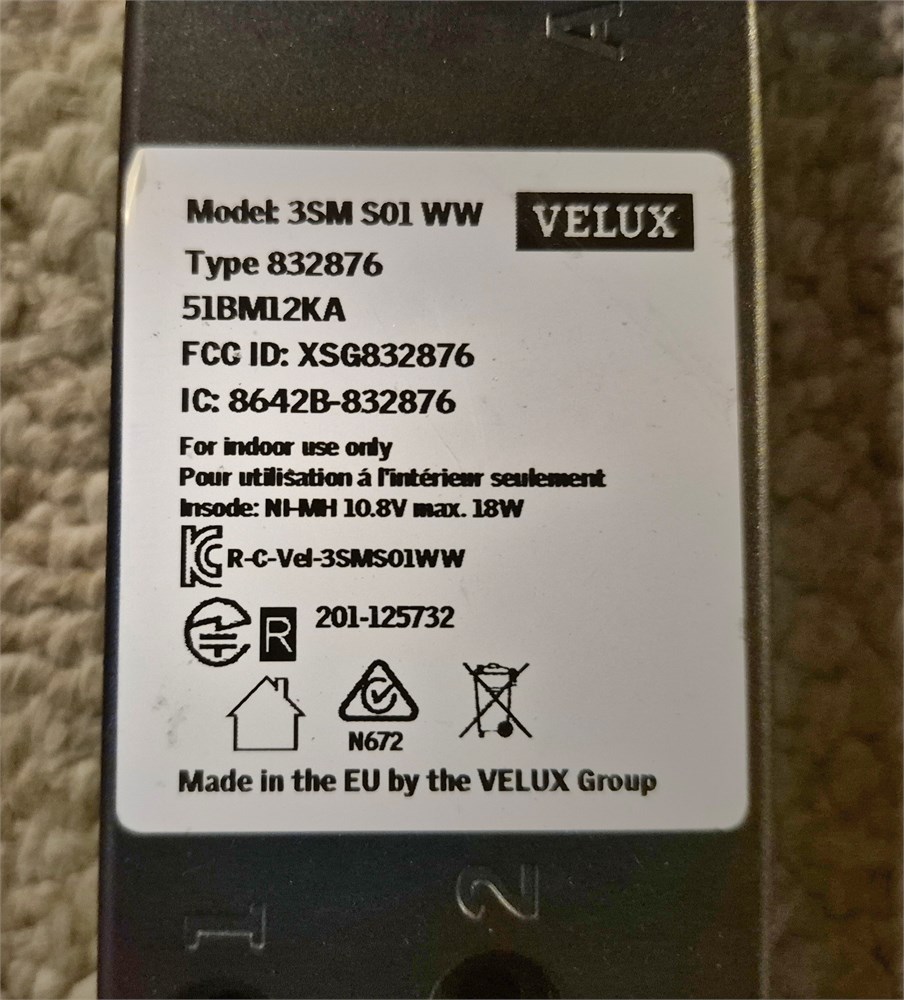 A
Model: 3SM S01 WW
VELUX
Type 832876
51BM12KA
FCC ID: XSG832876
IC: 8642B-832876
For indoor use only
Pour utilisation á l'intérieur seulement
Insode: NI-MH 10.8V max. 18W
R-C-Vel-3SMS01WW
R 201-125732
N672
Made in the EU by the VELUX Group
1 2